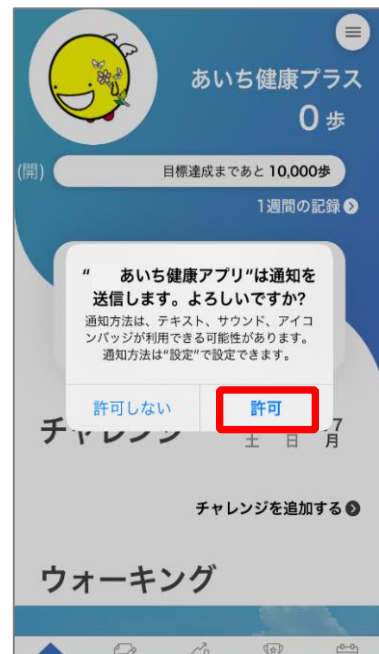 あいち健康プラス
0 歩
(開)
目標達成まであと 10,000歩
1週間の記録
“ あいち健康アプリ”は通知を
送信します。よろしいですか?
通知方法は、テキスト、サウンド、アイコ
ンバッジが利用できる可能性があります。
通知方法は“設定”で設定できます。
許可しない
許可
チャレンジ
7
土 日 月
チャレンジを追加する
ウォーキング